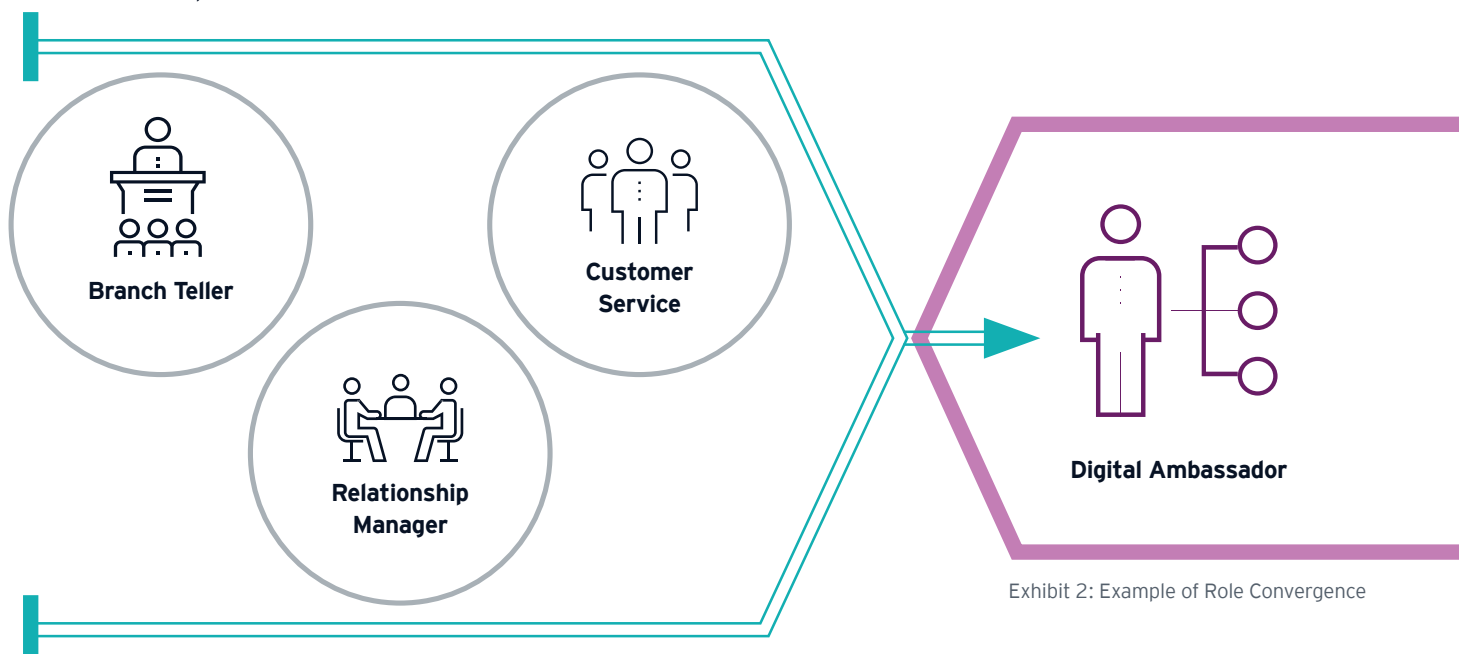 Branch Teller
Customer
Service
Relationship
Manager
Digital Ambassador
Exhibit 2: Example of Role Convergence